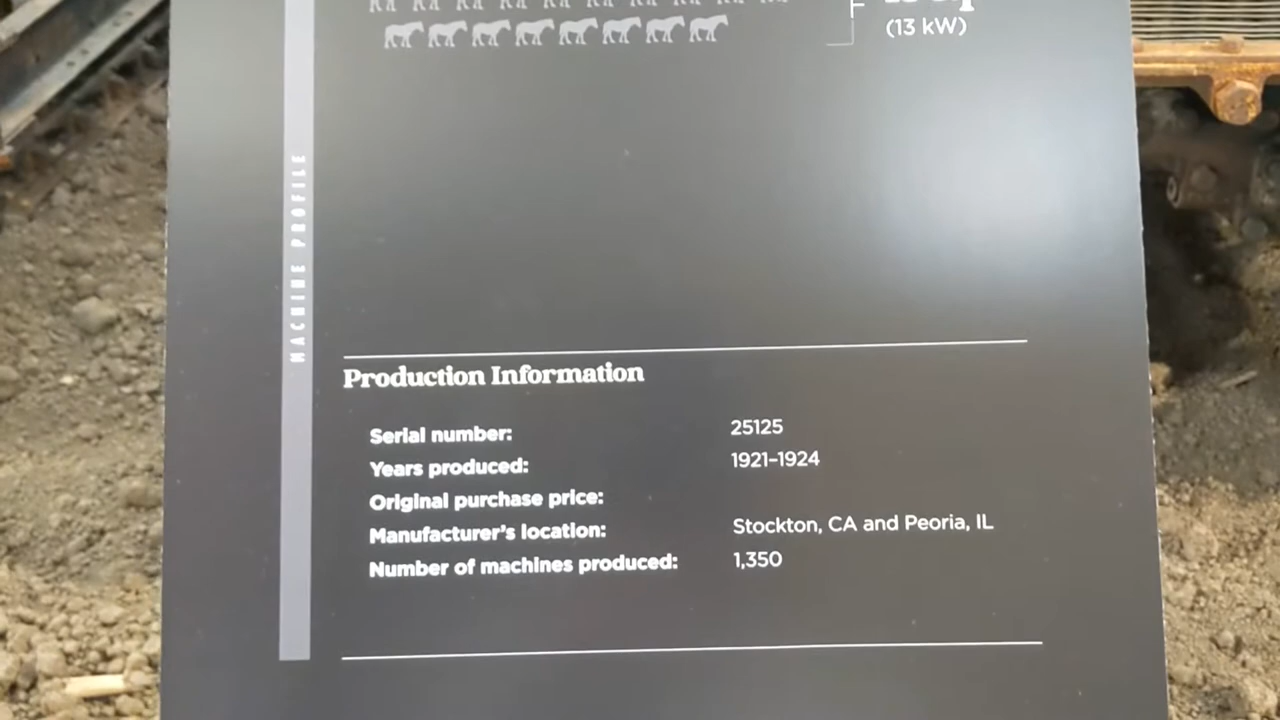 (13 kW)
MACHINE PROFILE
Production Information
Serial number: 25125
Years produced: 1921–1924
Original purchase price:
Manufacturer's location: Stockton, CA and Peoria, IL
Number of machines produced: 1,350